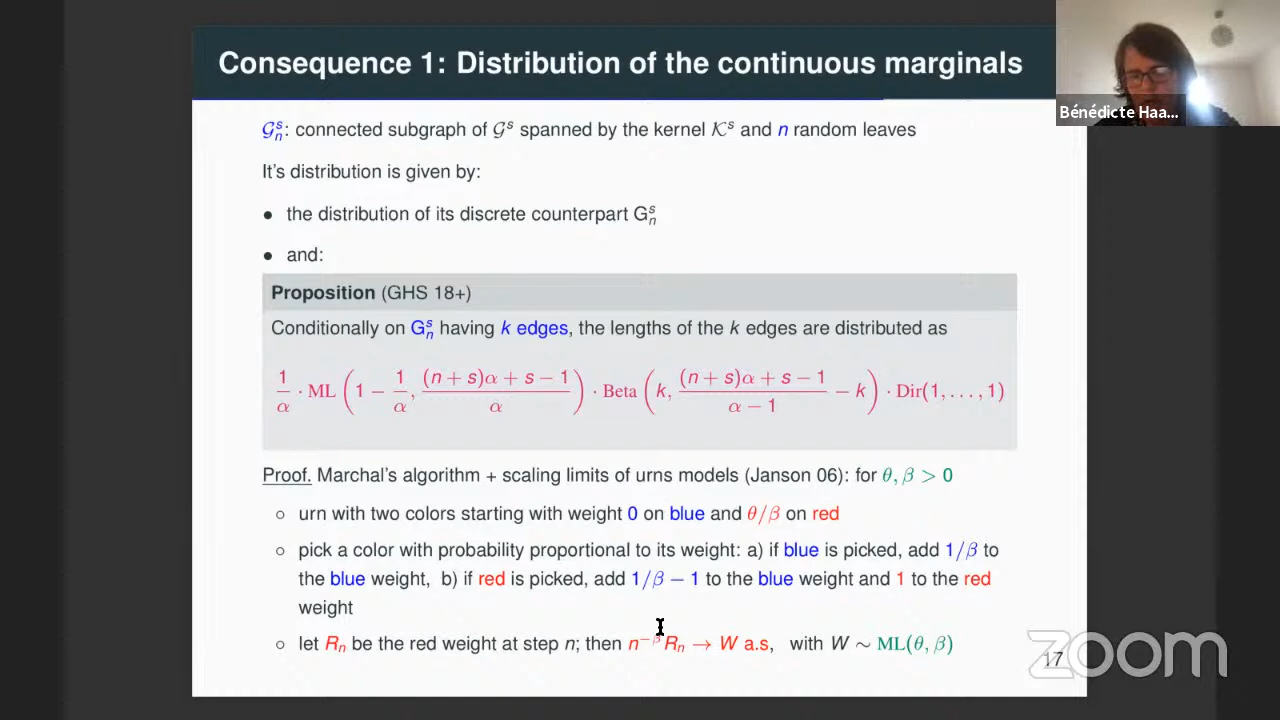 Consequence 1: Distribution of the continuous marginals
Bénédicte Haa...
𝒢ₙˢ: connected subgraph of 𝒢ˢ spanned by the kernel 𝒦ˢ and n random leaves
It's distribution is given by:
● the distribution of its discrete counterpart Gₙˢ
● and:
Proposition (GHS 18+)
Conditionally on Gₙˢ having k edges, the lengths of the k edges are distributed as
1/α · ML(1 − 1/α, ((n + s)α + s − 1)/α) · Beta(k, ((n + s)α + s − 1)/(α − 1) − k) · Dir(1, . . . , 1)
Proof. Marchal's algorithm + scaling limits of urns models (Janson 06): for θ, β > 0
○ urn with two colors starting with weight 0 on blue and θ/β on red
○ pick a color with probability proportional to its weight: a) if blue is picked, add 1/β to
the blue weight, b) if red is picked, add 1/β − 1 to the blue weight and 1 to the red
weight
○ let Rₙ be the red weight at step n; then n^−β Rₙ → W a.s, with W ∼ ML(θ, β)
17
zoom